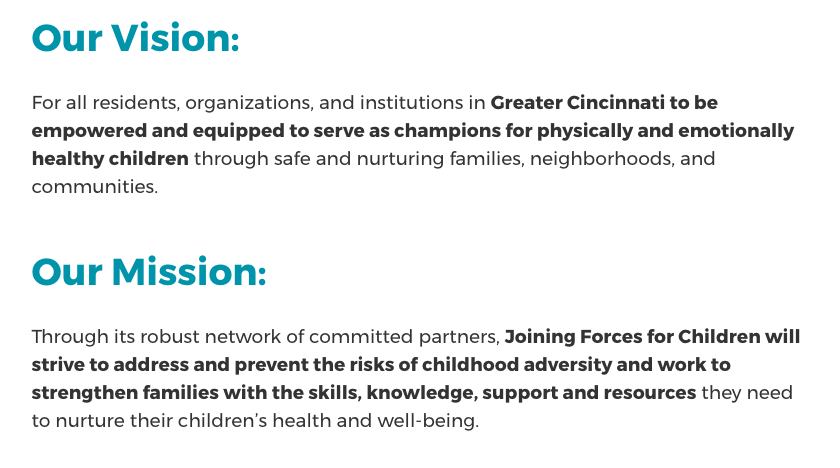 Our Vision:
For all residents, organizations, and institutions in Greater Cincinnati to be
empowered and equipped to serve as champions for physically and emotionally
healthy children through safe and nurturing families, neighborhoods, and
communities.
Our Mission:
Through its robust network of committed partners, Joining Forces for Children will
strive to address and prevent the risks of childhood adversity and work to
strengthen families with the skills, knowledge, support and resources they need
to nurture their children’s health and well-being.